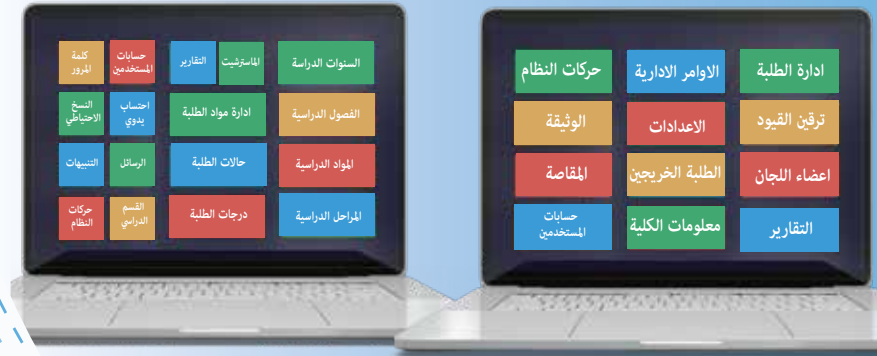 ادارة الطلبة
الاوامر الادارية
حركات النظام
ترقين القيود
الاعدادات
الوثيقة
اعضاء اللجان
الطلبة الخريجين
المقاصة
التقارير
معلومات الكلية
حسابات
المستخدمين
السنوات الدراسة
الماسترشيت
التقارير
حسابات
المستخدمين
كلمة
المرور
الفصول الدراسية
ادارة مواد الطلبة
احتساب
يدوي
النسخ
الاحتياطي
المواد الدراسية
حالات الطلبة
الرسائل
التنبيهات
المراحل الدراسية
درجات الطلبة
القسم
الدراسي
حركات
النظام